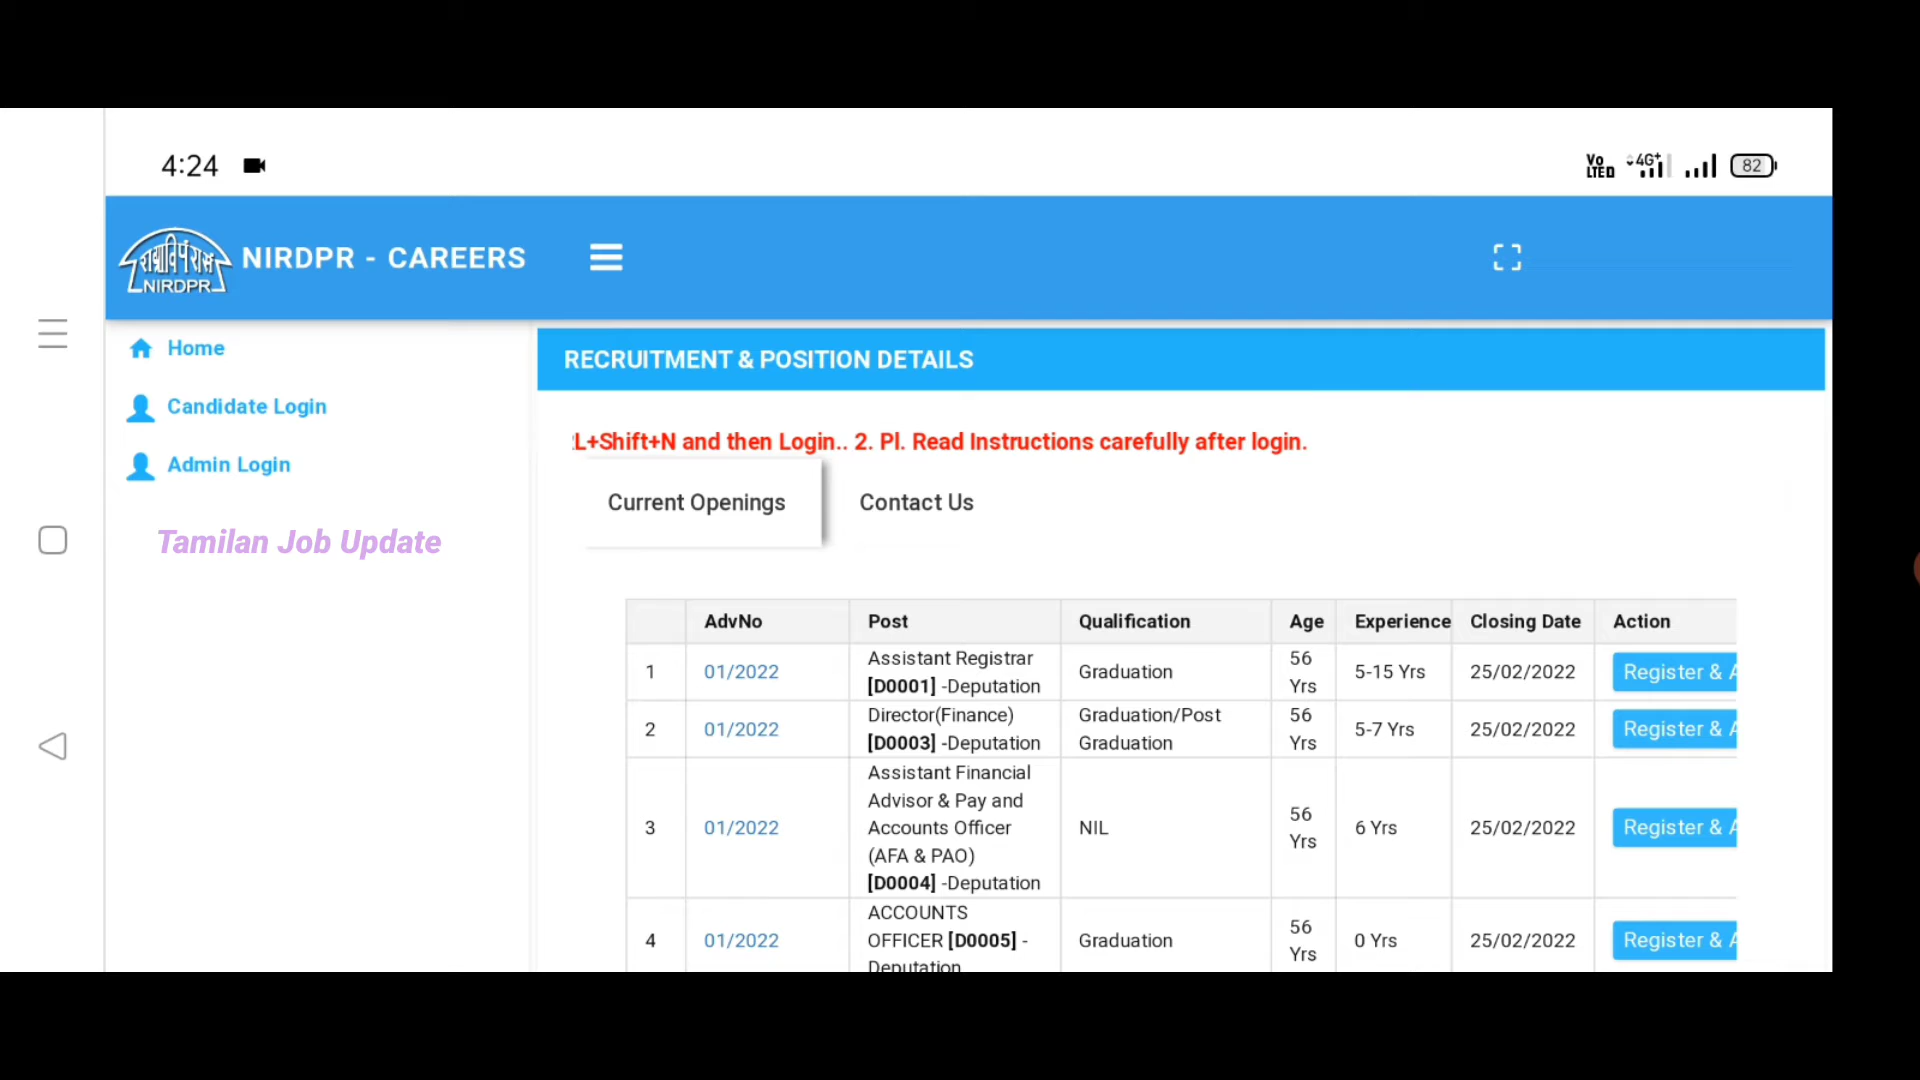 4:24
Vo LTE 4G+ 82
राग्राविपंरासं
NIRDPR
NIRDPR - CAREERS
Home
Candidate Login
Admin Login
Tamilan Job Update
RECRUITMENT & POSITION DETAILS
L+Shift+N and then Login.. 2. Pl. Read Instructions carefully after login.
Current Openings Contact Us
AdvNo Post Qualification Age Experience Closing Date Action
1 01/2022 Assistant Registrar [D0001] -Deputation Graduation 56 Yrs 5-15 Yrs 25/02/2022 Register &
2 01/2022 Director(Finance) [D0003] -Deputation Graduation/Post Graduation 56 Yrs 5-7 Yrs 25/02/2022 Register &
3 01/2022 Assistant Financial Advisor & Pay and Accounts Officer (AFA & PAO) [D0004] -Deputation NIL 56 Yrs 6 Yrs 25/02/2022 Register &
4 01/2022 ACCOUNTS OFFICER [D0005] - Deputation Graduation 56 Yrs 0 Yrs 25/02/2022 Register &